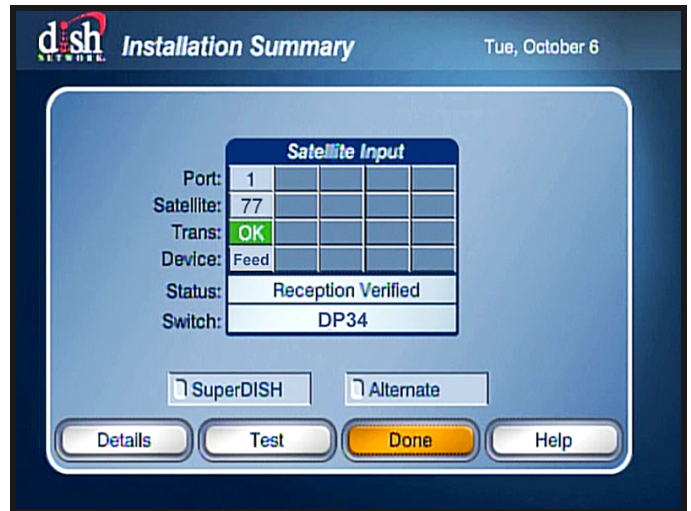 dish
NETWORK
Installation Summary
Tue, October 6
Satellite Input
Port: 1
Satellite: 77
Trans: OK
Device: Feed
Status: Reception Verified
Switch: DP34
SuperDISH
Alternate
Details
Test
Done
Help